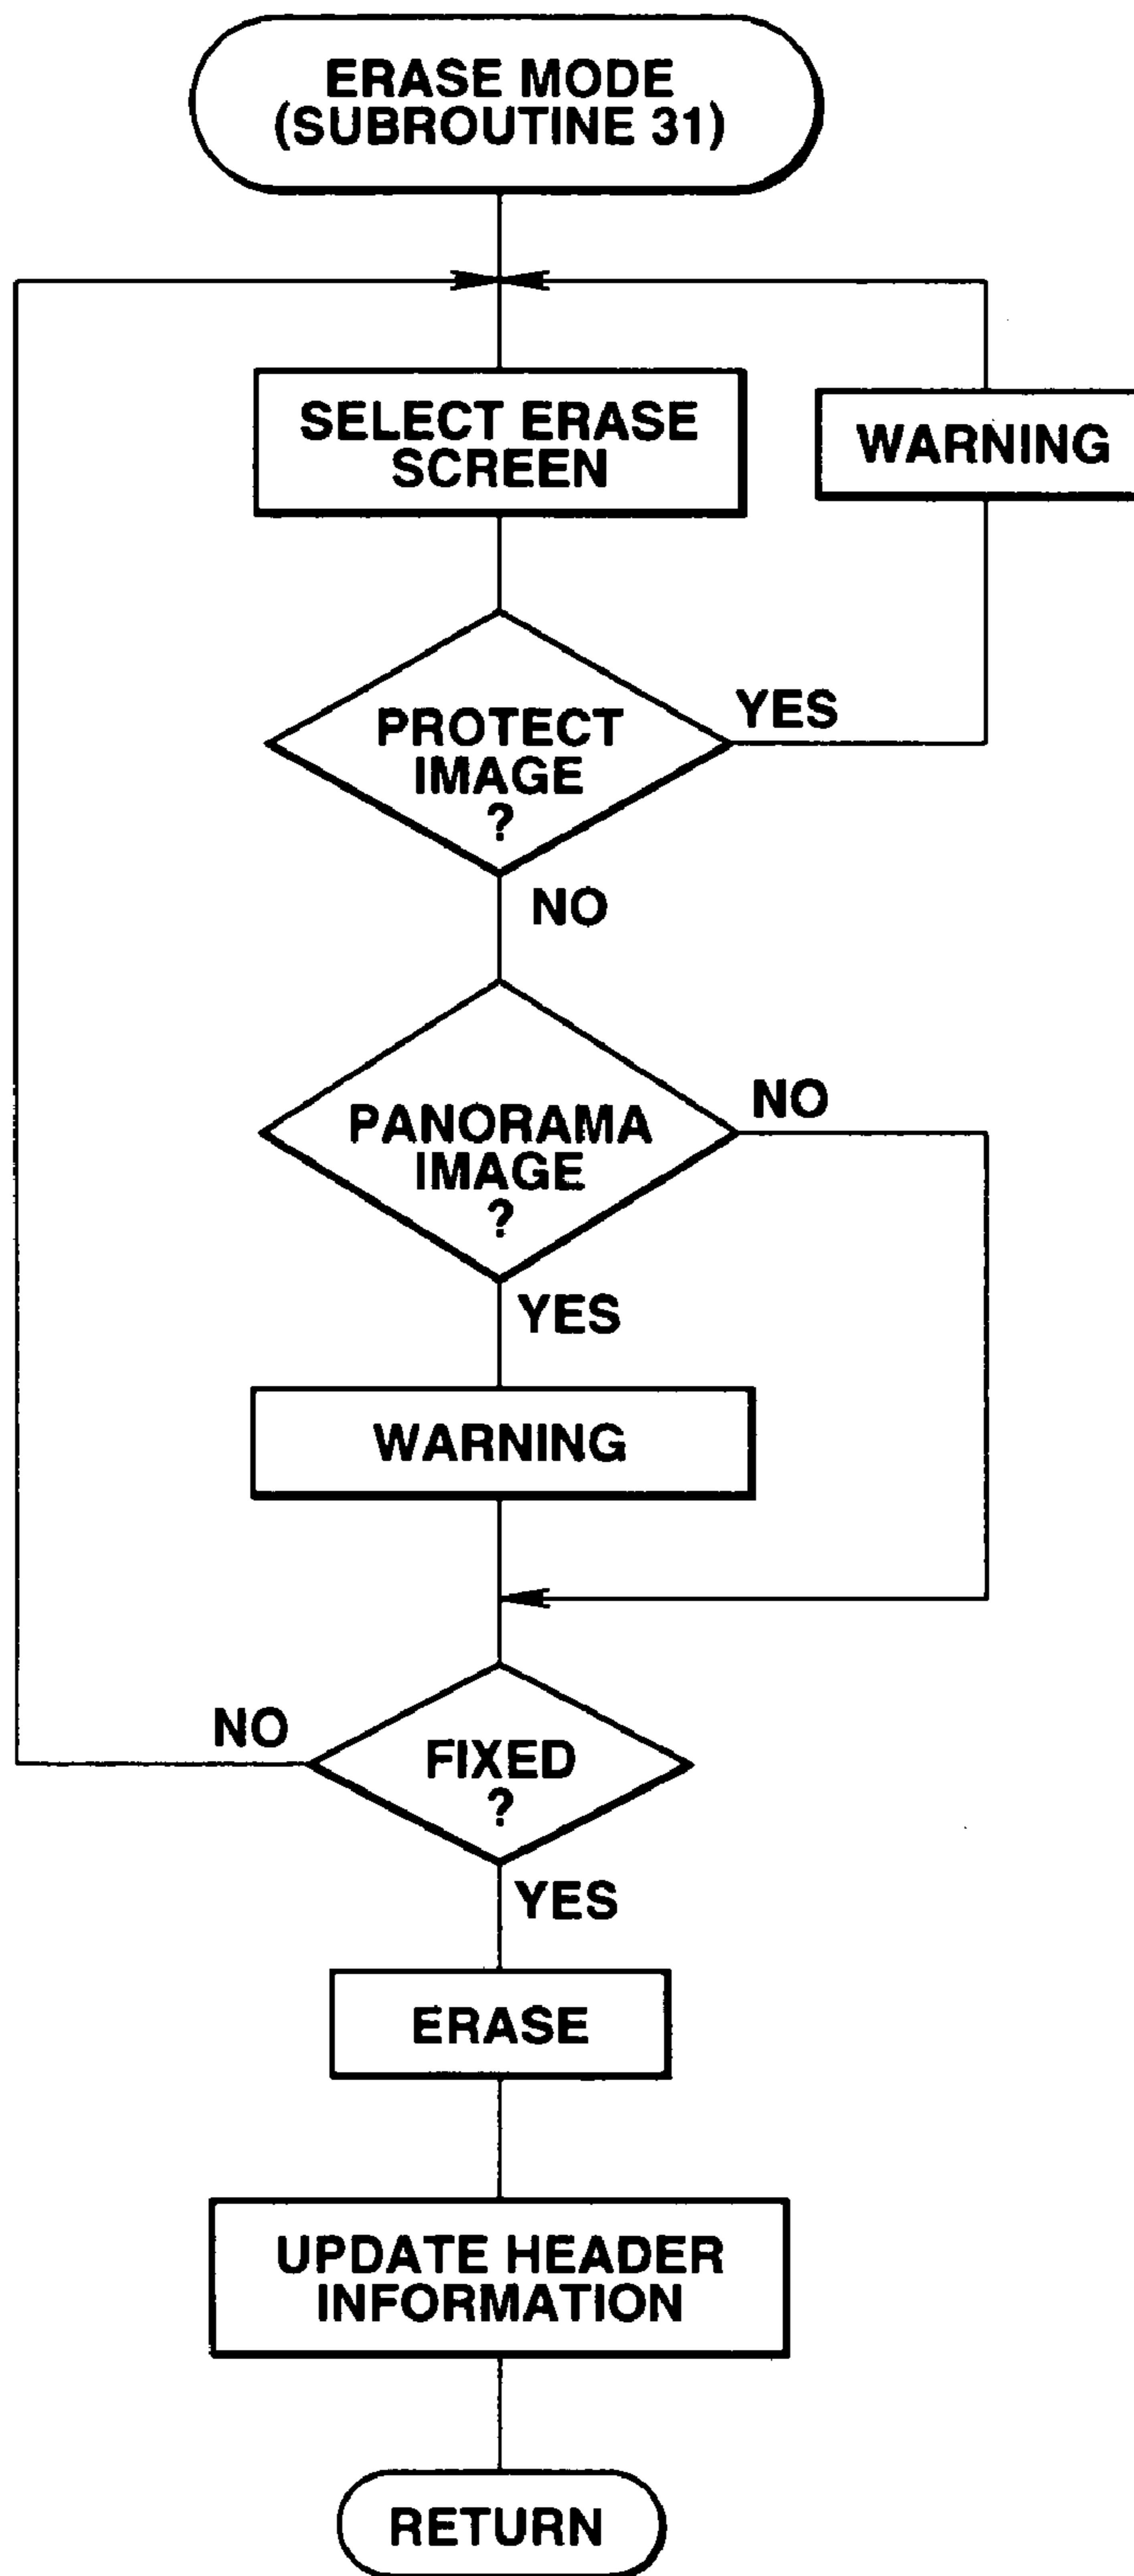 ERASE MODE
(SUBROUTINE 31)
SELECT ERASE
SCREEN
WARNING
PROTECT
IMAGE
?
YES
NO
PANORAMA
IMAGE
?
NO
YES
WARNING
FIXED
?
NO
YES
ERASE
UPDATE HEADER
INFORMATION
RETURN